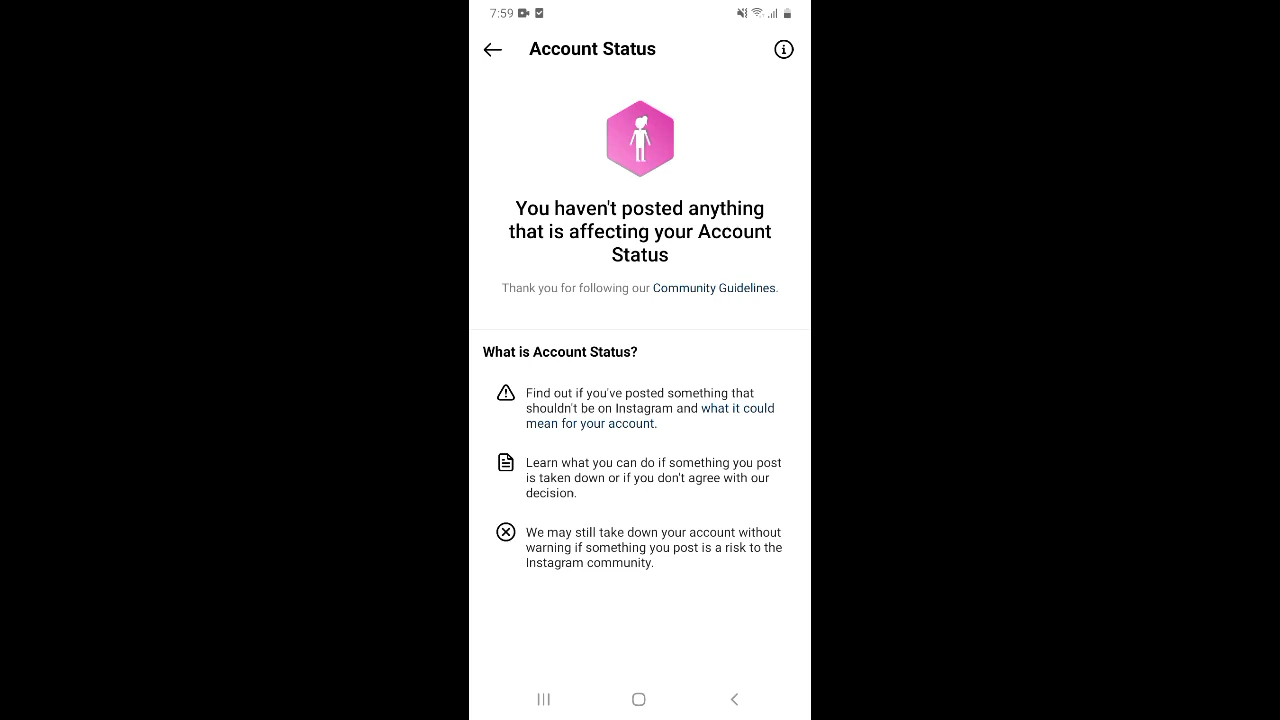 7:59
Account Status
You haven't posted anything
that is affecting your Account
Status
Thank you for following our Community Guidelines.
What is Account Status?
Find out if you've posted something that
shouldn't be on Instagram and what it could
mean for your account.
Learn what you can do if something you post
is taken down or if you don't agree with our
decision.
We may still take down your account without
warning if something you post is a risk to the
Instagram community.